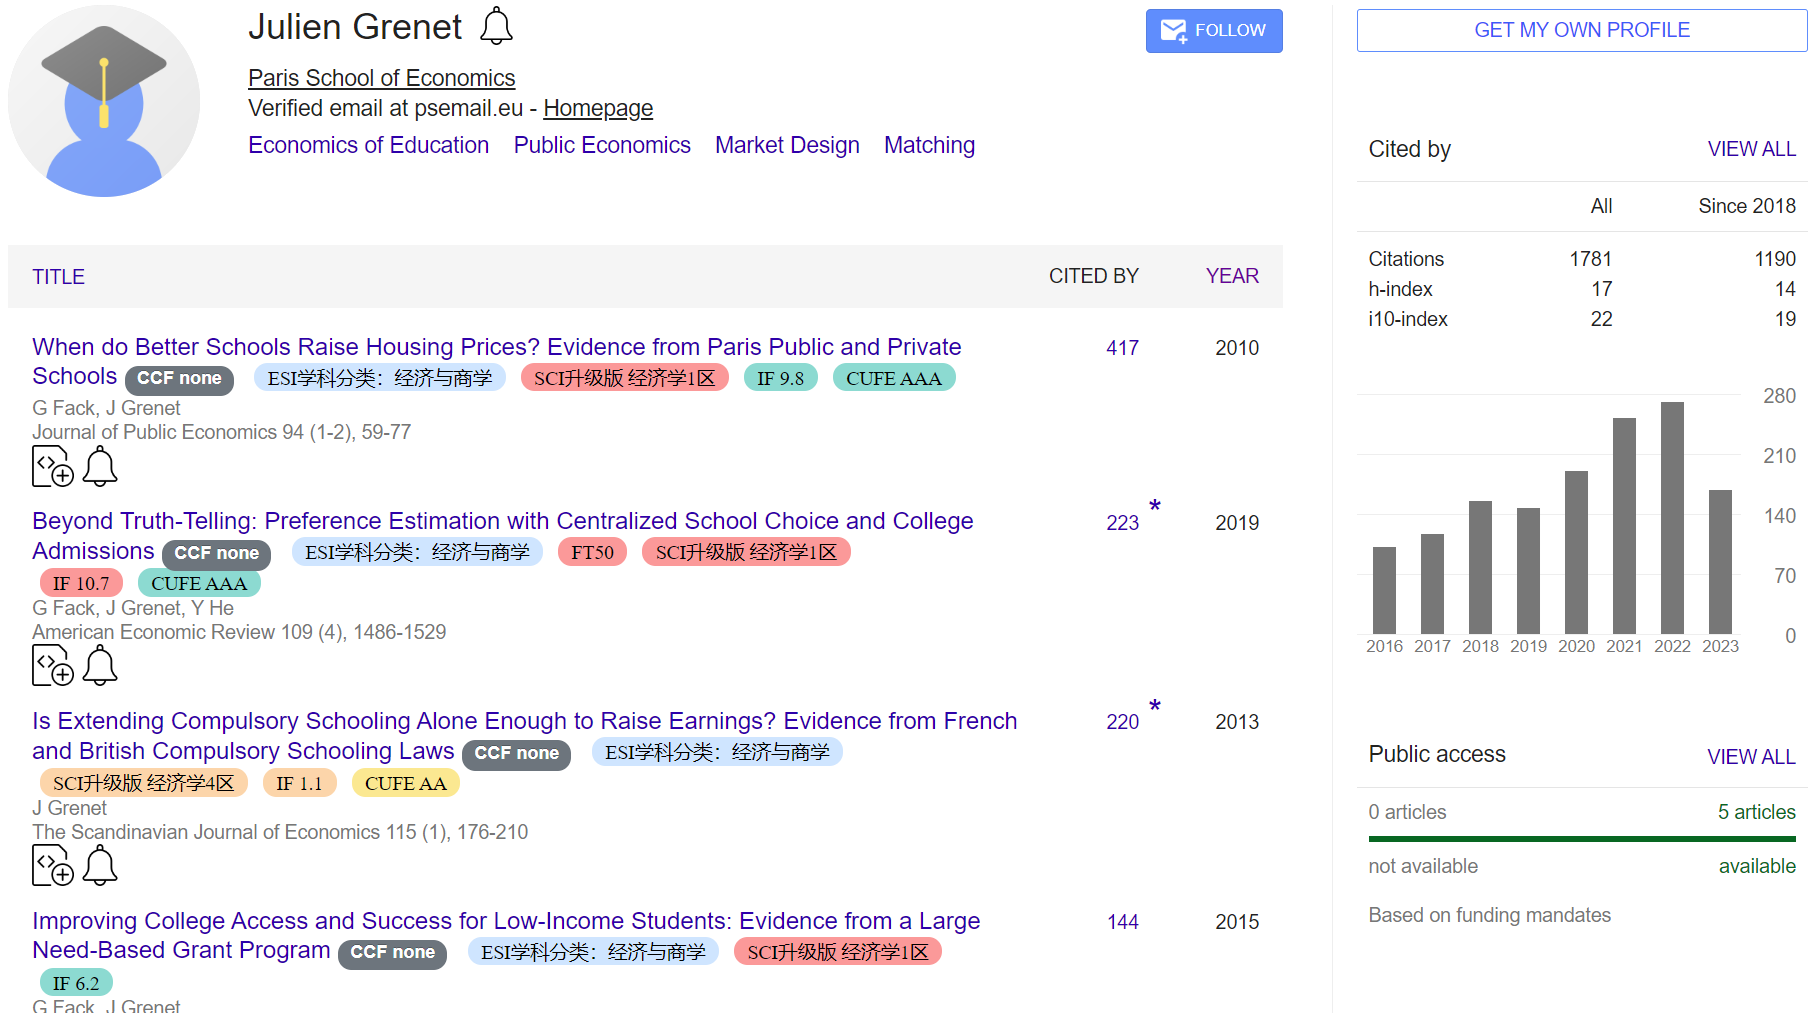 Julien Grenet
FOLLOW
Paris School of Economics
Verified email at psemail.eu - Homepage
Economics of Education Public Economics Market Design Matching
TITLE CITED BY YEAR
When do Better Schools Raise Housing Prices? Evidence from Paris Public and Private 417 2010
Schools CCF none ESI学科分类：经济与商学 SCI升级版 经济学1区 IF 9.8 CUFE AAA
G Fack, J Grenet
Journal of Public Economics 94 (1-2), 59-77
Beyond Truth-Telling: Preference Estimation with Centralized School Choice and College 223 * 2019
Admissions CCF none ESI学科分类：经济与商学 FT50 SCI升级版 经济学1区
IF 10.7 CUFE AAA
G Fack, J Grenet, Y He
American Economic Review 109 (4), 1486-1529
Is Extending Compulsory Schooling Alone Enough to Raise Earnings? Evidence from French 220 * 2013
and British Compulsory Schooling Laws CCF none ESI学科分类：经济与商学
SCI升级版 经济学4区 IF 1.1 CUFE AA
J Grenet
The Scandinavian Journal of Economics 115 (1), 176-210
Improving College Access and Success for Low-Income Students: Evidence from a Large 144 2015
Need-Based Grant Program CCF none ESI学科分类：经济与商学 SCI升级版 经济学1区
IF 6.2
G Fack, J Grenet
GET MY OWN PROFILE
Cited by VIEW ALL
All Since 2018
Citations 1781 1190
h-index 17 14
i10-index 22 19
280
210
140
70
0
2016 2017 2018 2019 2020 2021 2022 2023
Public access VIEW ALL
0 articles 5 articles
not available available
Based on funding mandates